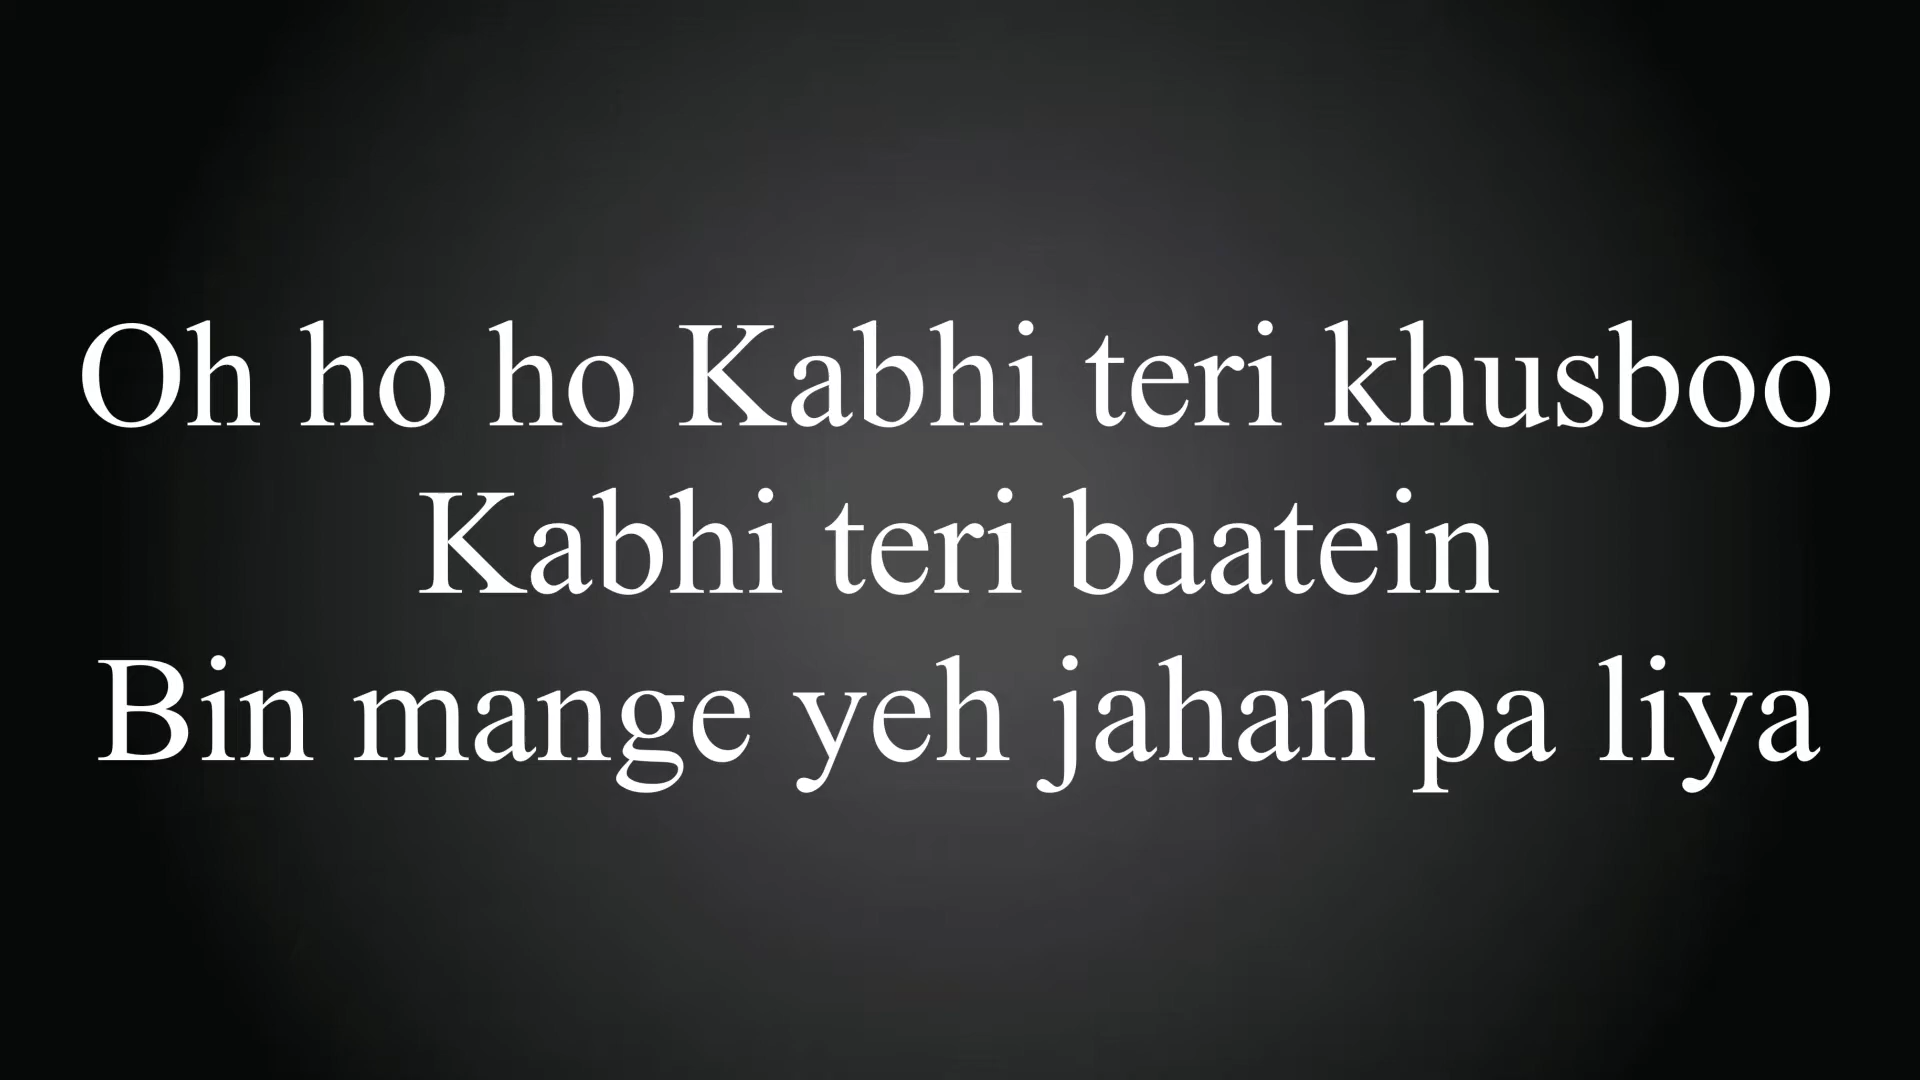 Oh ho ho Kabhi teri khusboo
Kabhi teri baatein
Bin mange yeh jahan pa liya